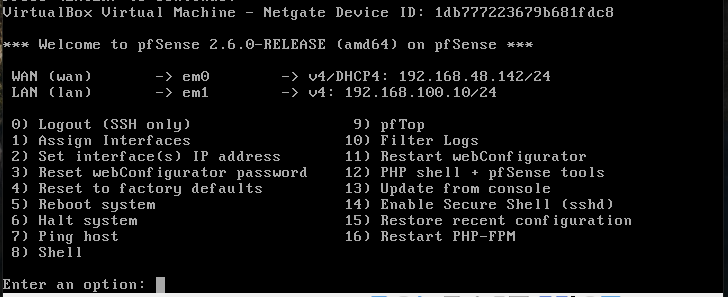 VirtualBox Virtual Machine - Netgate Device ID: 1db777223679b681fdc8
*** Welcome to pfSense 2.6.0-RELEASE (amd64) on pfSense ***
WAN (wan) -> em0 -> v4/DHCP4: 192.168.48.142/24
LAN (lan) -> em1 -> v4: 192.168.100.10/24
0) Logout (SSH only) 9) pfTop
1) Assign Interfaces 10) Filter Logs
2) Set interface(s) IP address 11) Restart webConfigurator
3) Reset webConfigurator password 12) PHP shell + pfSense tools
4) Reset to factory defaults 13) Update from console
5) Reboot system 14) Enable Secure Shell (sshd)
6) Halt system 15) Restore recent configuration
7) Ping host 16) Restart PHP-FPM
8) Shell
Enter an option: